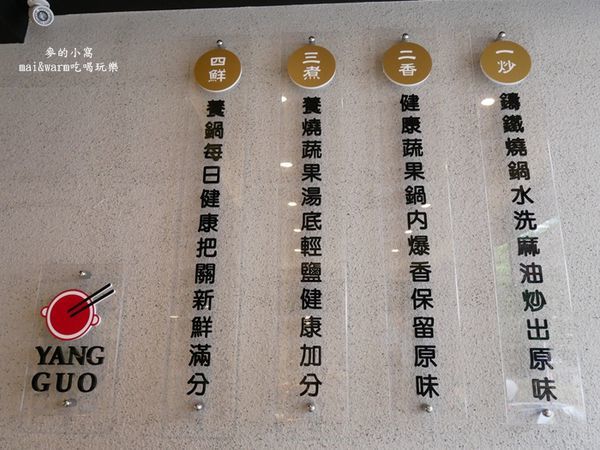 麥的小窩
mai&warm吃喝玩樂
一炒
鑄鐵燒鍋水洗麻油炒出原味
二香
健康蔬果鍋内爆香保留原味
三煮
養燒蔬果湯底輕鹽健康加分
四鮮
養鍋每日健康把關新鮮滿分
YANG
GUO